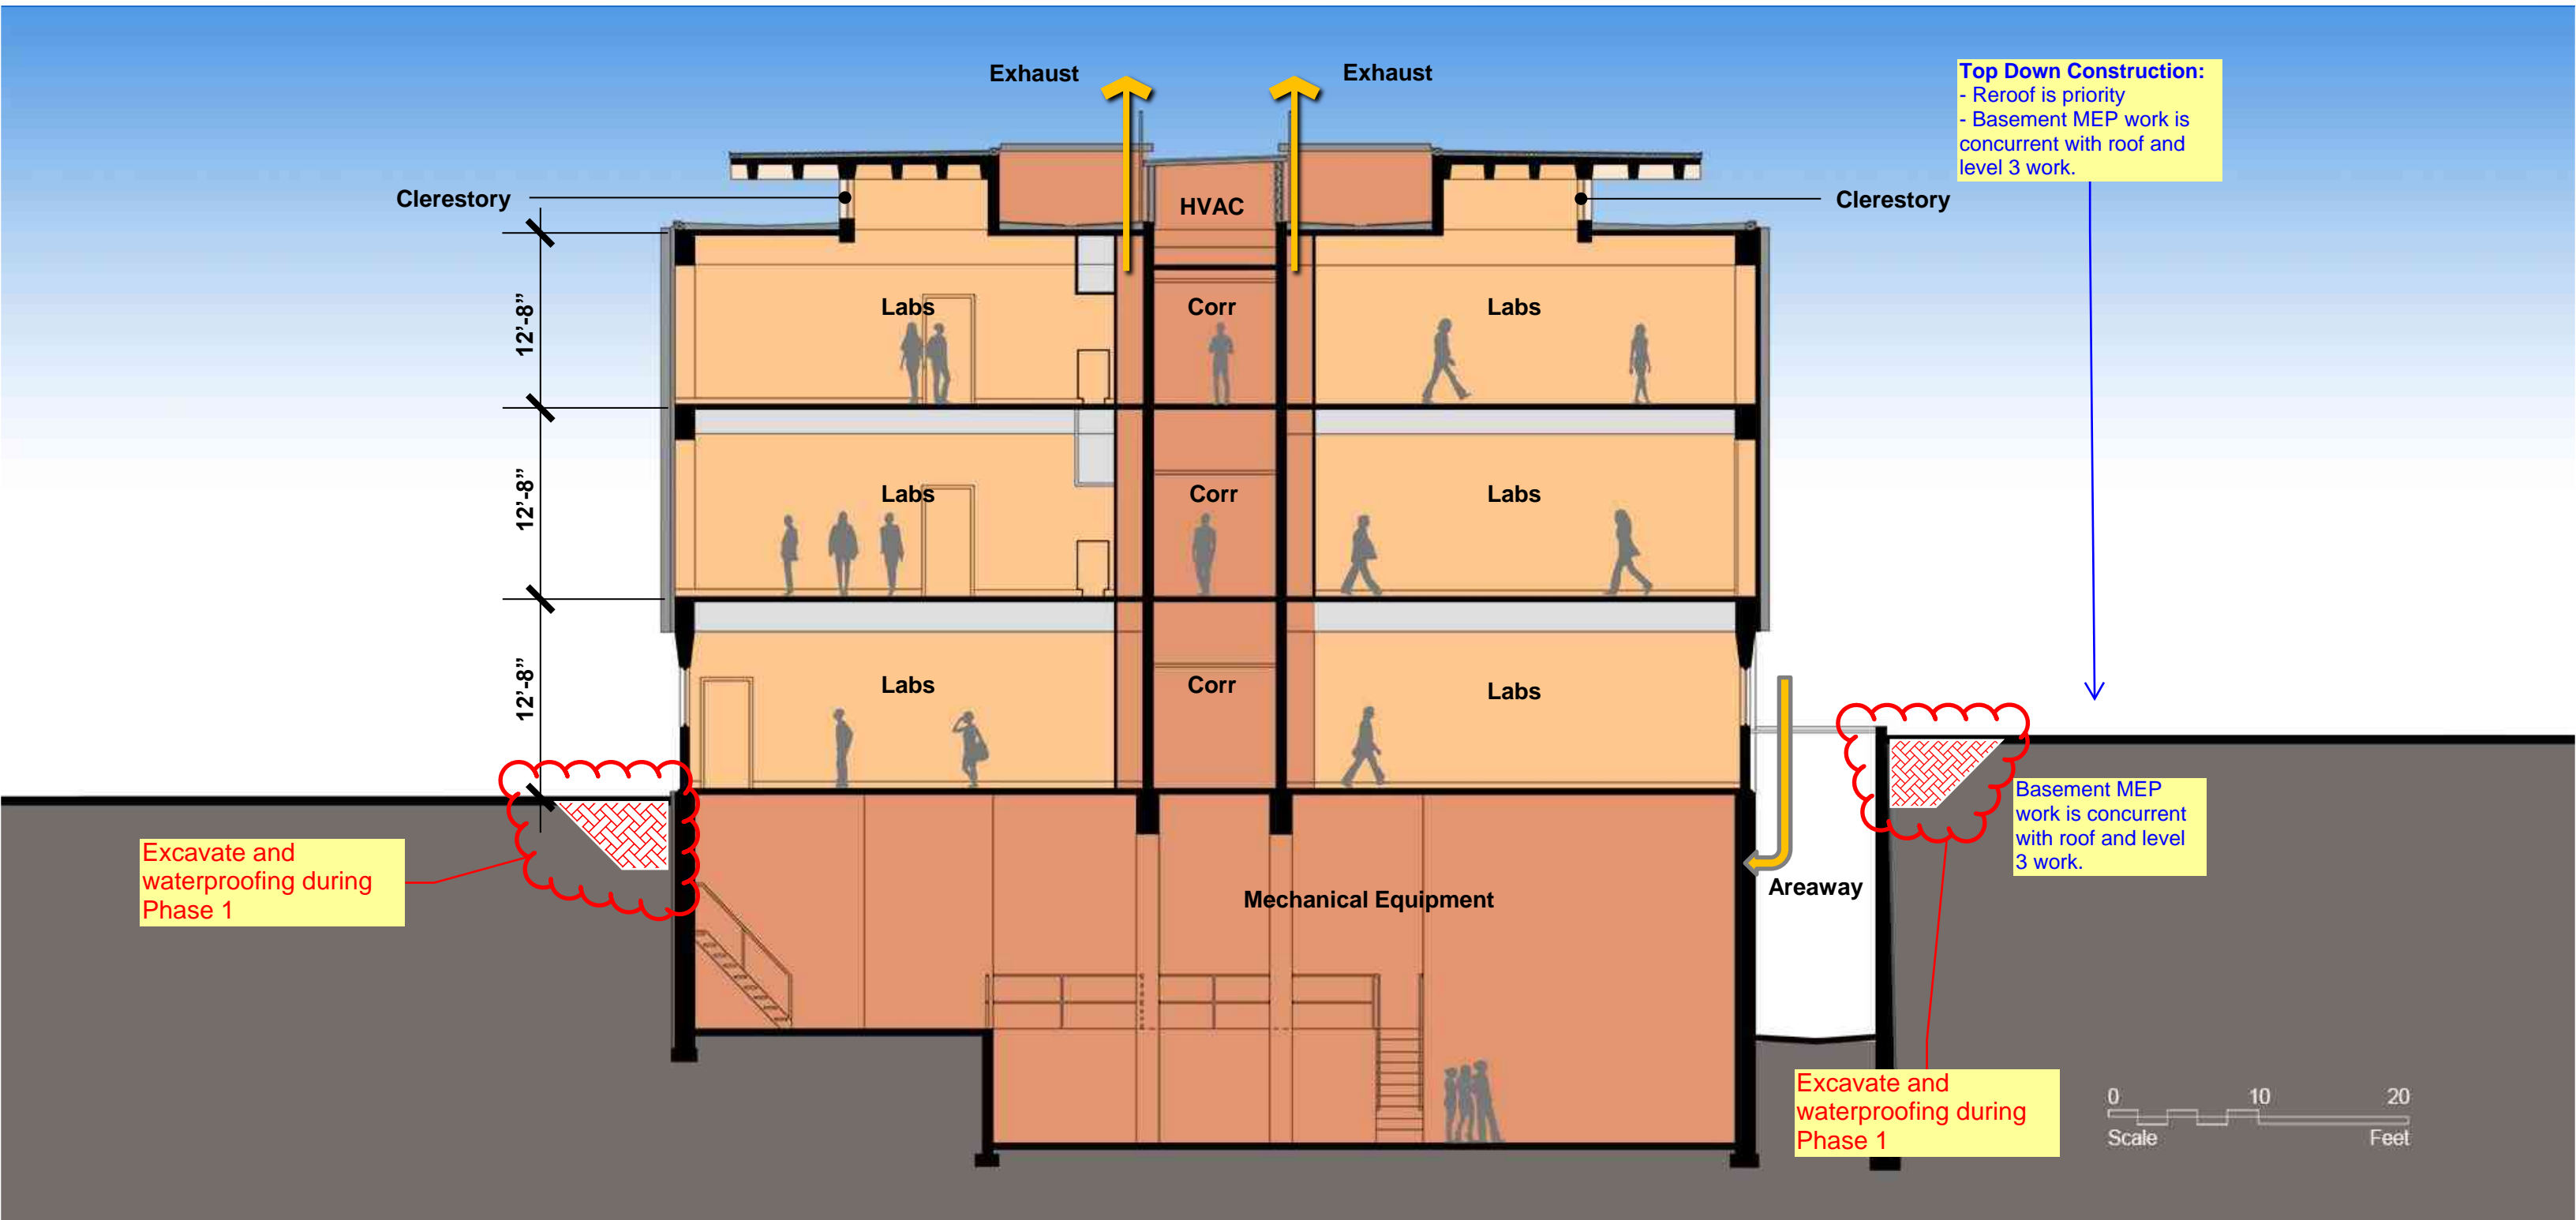 Exhaust
Exhaust
Top Down Construction:
- Reroof is priority
- Basement MEP work is
concurrent with roof and
level 3 work.
Clerestory
HVAC
Clerestory
12’-8”
Labs
Corr
Labs
12’-8”
Labs
Corr
Labs
12’-8”
Labs
Corr
Labs
Excavate and
waterproofing during
Phase 1
Basement MEP
work is concurrent
with roof and level
3 work.
Mechanical Equipment
Areaway
Excavate and
waterproofing during
Phase 1
0 10 20
Scale Feet